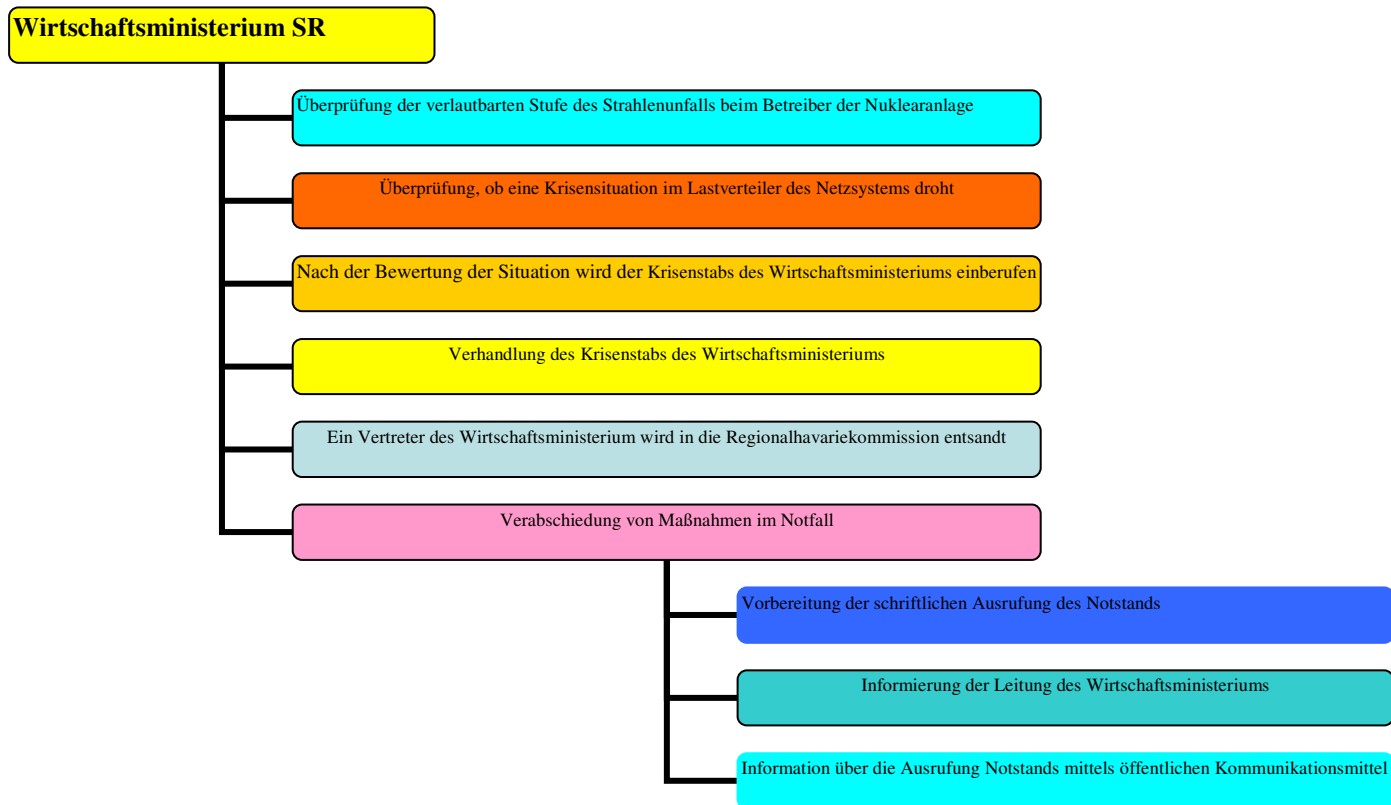 Wirtschaftsministerium SR
Überprüfung der verlautbarten Stufe des Strahlenunfalls beim Betreiber der Nuklearanlage
Überprüfung, ob eine Krisensituation im Lastverteiler des Netzsystems droht
Nach der Bewertung der Situation wird der Krisenstabs des Wirtschaftsministeriums einberufen
Verhandlung des Krisenstabs des Wirtschaftsministeriums
Ein Vertreter des Wirtschaftsministerium wird in die Regionalhavariekommission entsandt
Verabschiedung von Maßnahmen im Notfall
Vorbereitung der schriftlichen Ausrufung des Notstands
Informierung der Leitung des Wirtschaftsministeriums
Information über die Ausrufung Notstands mittels öffentlichen Kommunikationsmittel